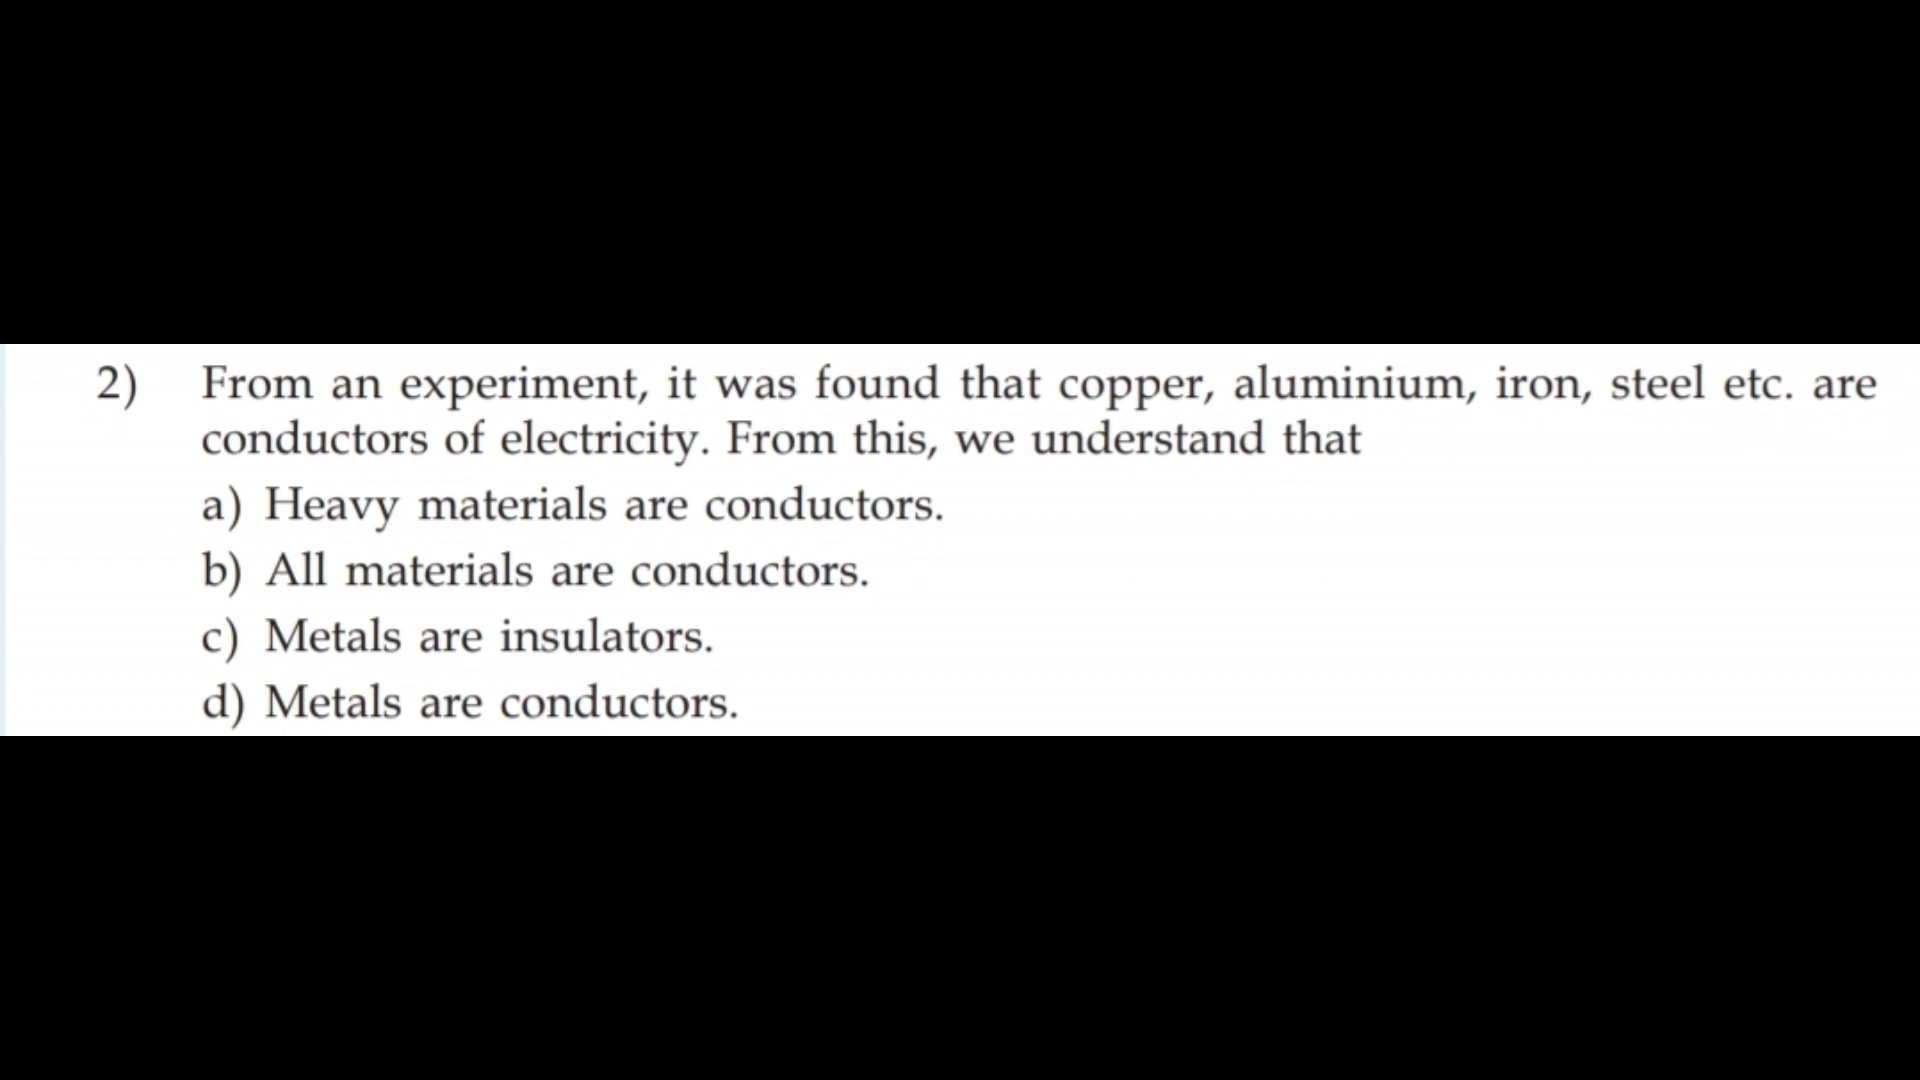 2) From an experiment, it was found that copper, aluminium, iron, steel etc. are
conductors of electricity. From this, we understand that
a) Heavy materials are conductors.
b) All materials are conductors.
c) Metals are insulators.
d) Metals are conductors.